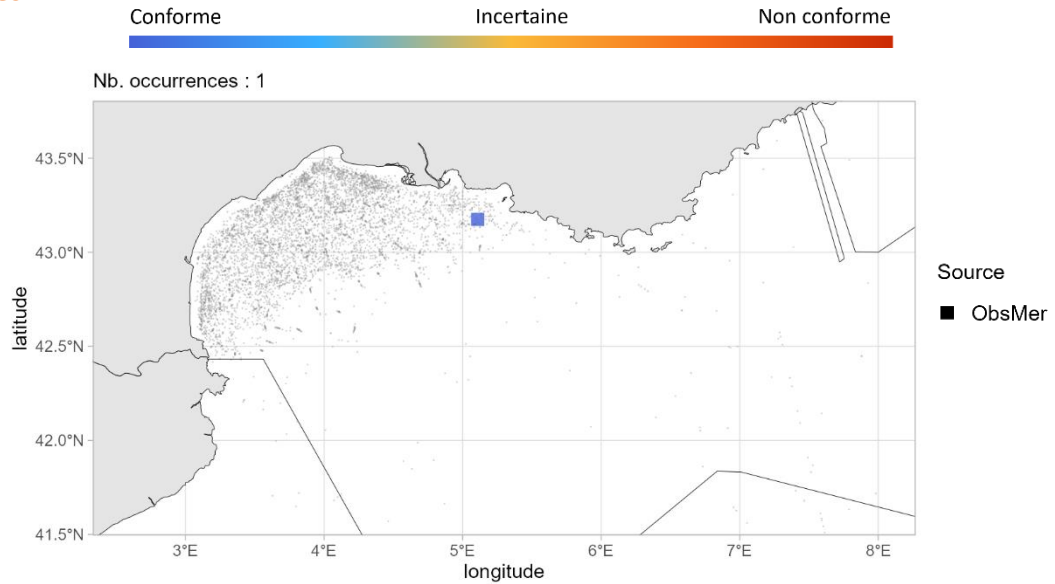 Conforme Incertaine Non conforme
Nb. occurrences : 1
43.5°N
43.0°N
42.5°N
42.0°N
41.5°N
latitude
3°E 4°E 5°E 6°E 7°E 8°E
longitude
Source
ObsMer